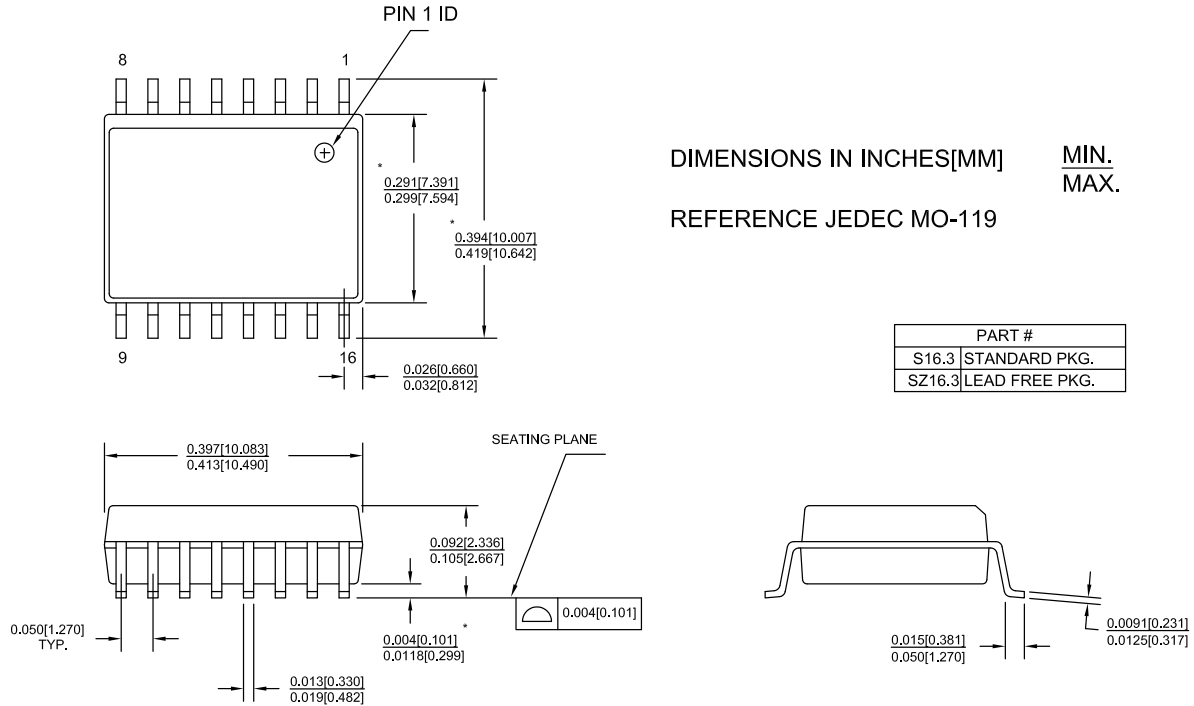 PIN 1 ID
8
1
*
0.291[7.391]
0.299[7.594]
*
0.394[10.007]
0.419[10.642]
DIMENSIONS IN INCHES[MM]
MIN.
MAX.
REFERENCE JEDEC MO-119
9
16
0.026[0.660]
0.032[0.812]
PART #
S16.3 STANDARD PKG.
SZ16.3 LEAD FREE PKG.
0.397[10.083]
0.413[10.490]
SEATING PLANE
0.092[2.336]
0.105[2.667]
0.004[0.101]
0.050[1.270]
TYP.
*
0.004[0.101]
0.0118[0.299]
0.013[0.330]
0.019[0.482]
0.015[0.381]
0.050[1.270]
0.0091[0.231]
0.0125[0.317]